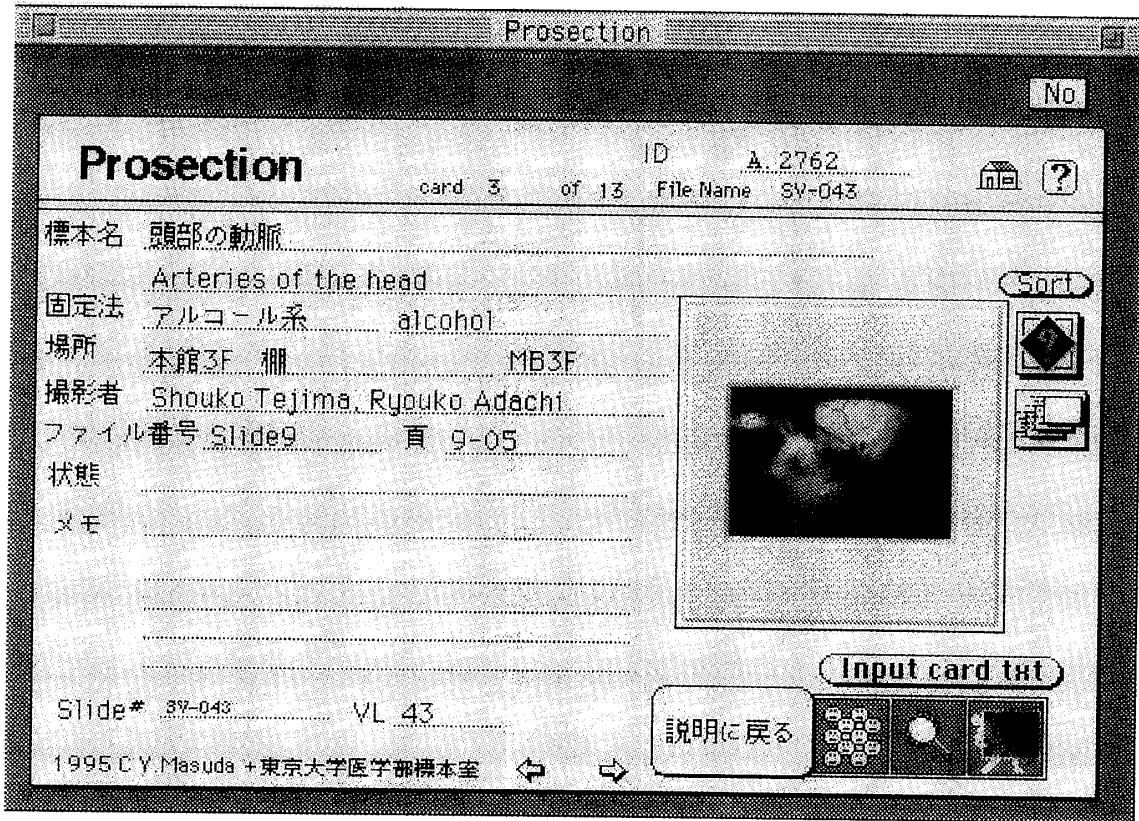 Prosection
No
Prosection
ID A 2762
card 3 of 13 File Name SY-043
?
標本名 頭部の動脈
Arteries of the head
Sort
固定法 アルコール系 alcohol
場所 本館3F 棚 MB3F
撮影者 Shouko Tejima, Ryouko Adachi
ファイル番号 Slide9 頁 9-05
状態
メモ
Input card txt
Slide# SY-043 VL 43
説明に戻る
1995 C Y.Masuda +東京大学医学部標本室